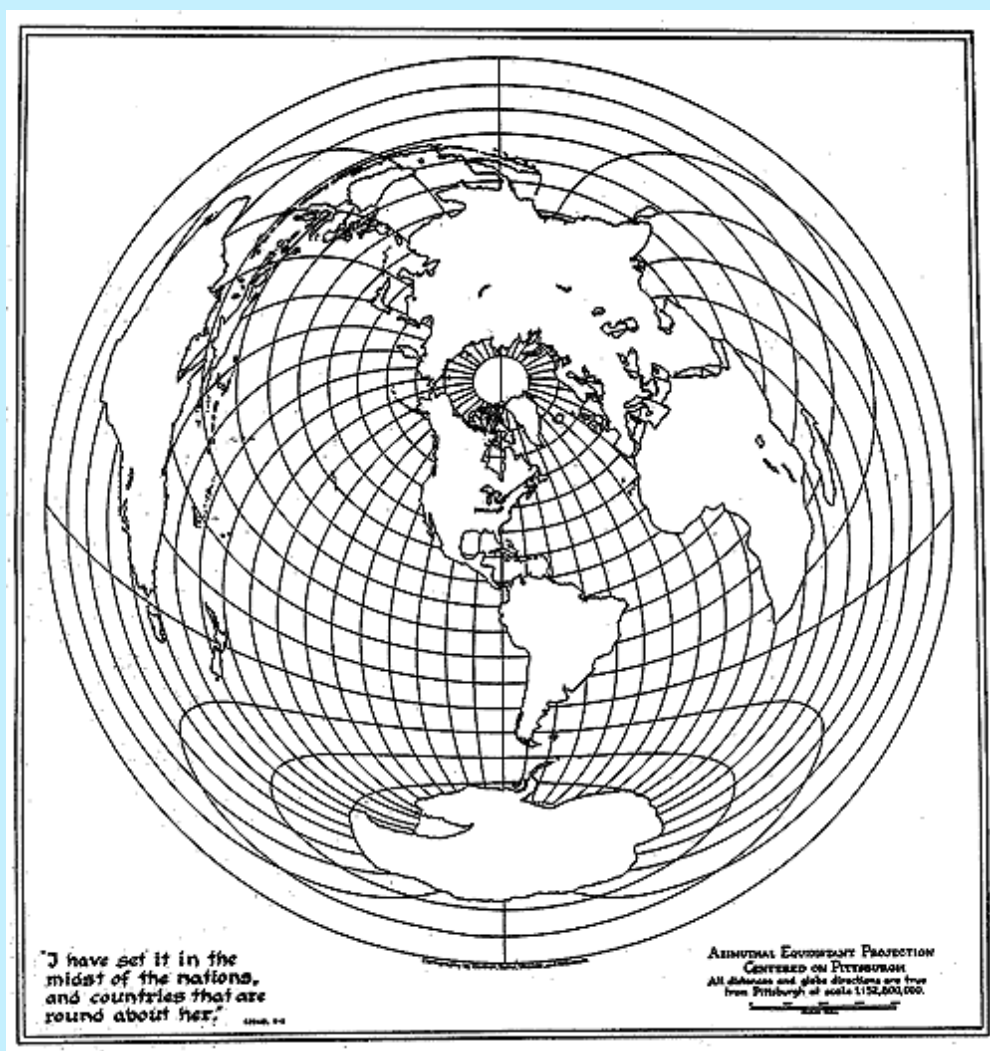 "I have set it in the
midst of the nations,
and countries that are
round about her."
AZIMUTHAL EQUIDISTANT PROJECTION
CENTERED ON PITTSBURGH
All distances and globe directions are true
from Pittsburgh at scale 1:152,800,000.